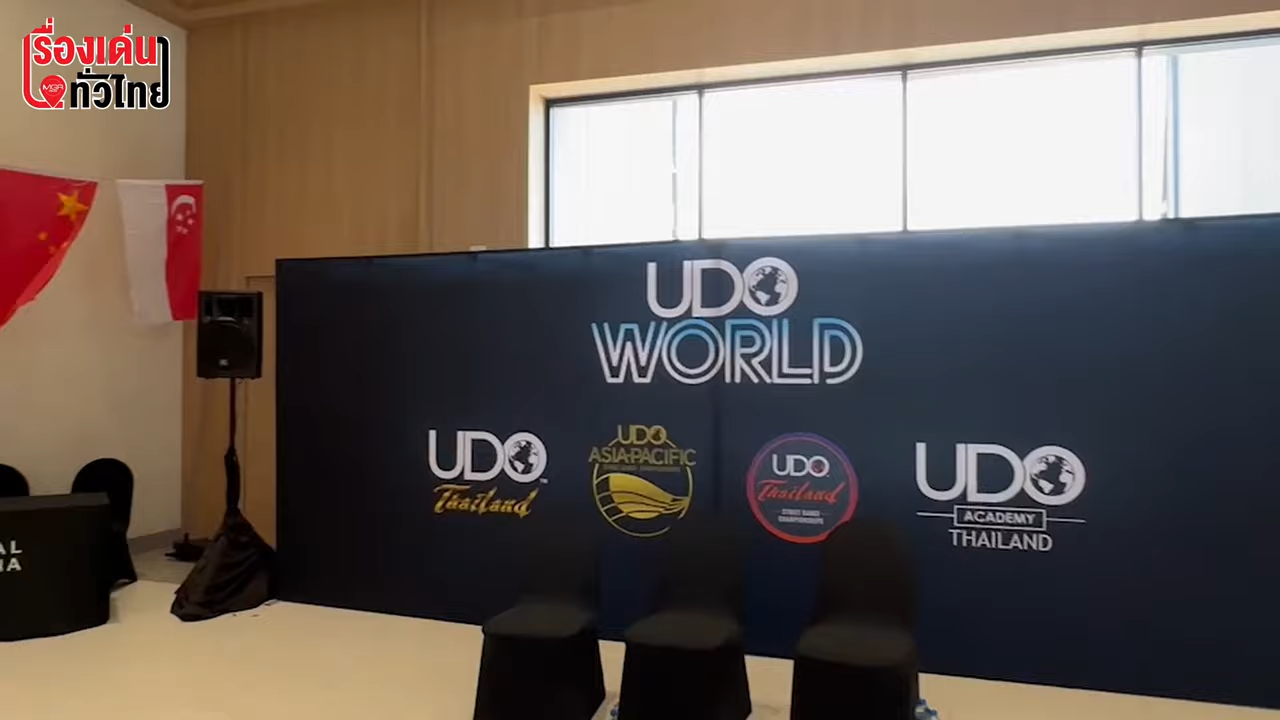 เรื่องเด่น
MGR ทั่วไทย
UDO
WORLD
UDO
Thailand
UDO
ASIA-PACIFIC
UDO
Thailand
STREET DANCE
CHAMPIONSHIPS
UDO
ACADEMY
THAILAND
AL
IA